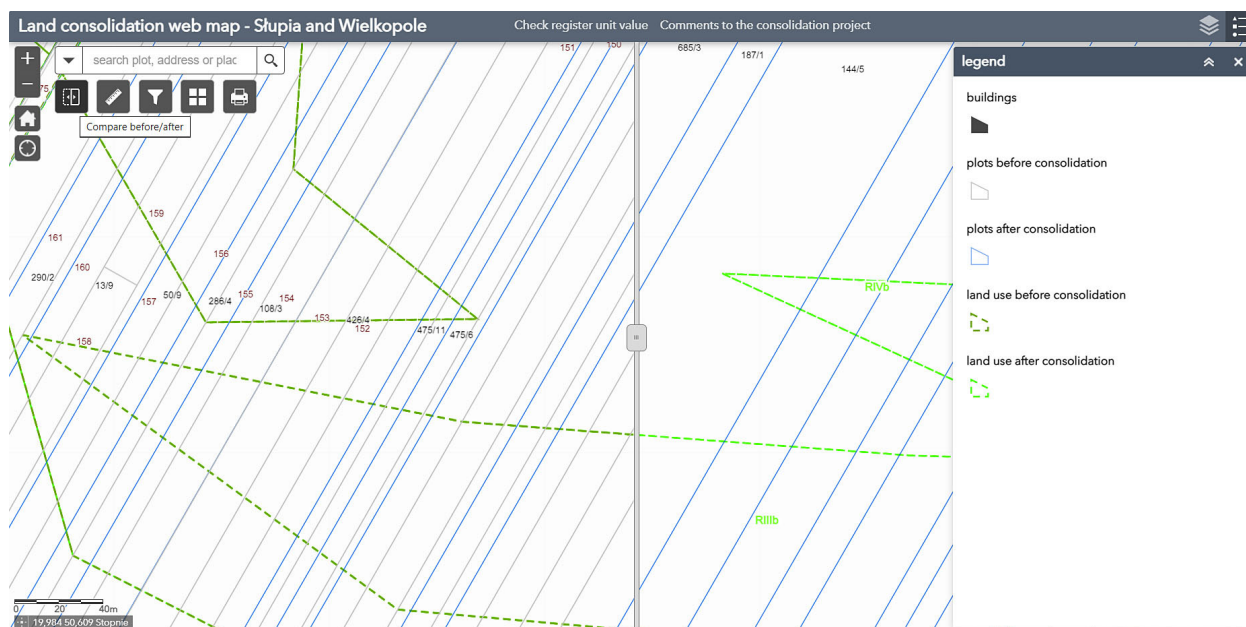 Land consolidation web map - Słupia and Wielkopole
Check register unit value Comments to the consolidation project
search plot, address or plac
Compare before/after
151
150
685/3
187/1
144/5
75
159
161
156
160
290/2
13/9
157
50/9
286/4
155
154
108/3
153
426/4
152
475/11
475/6
158
RIVb
RIIIb
0 20 40m
19,984 50,609 Stopnie
legend
buildings
plots before consolidation
plots after consolidation
land use before consolidation
land use after consolidation